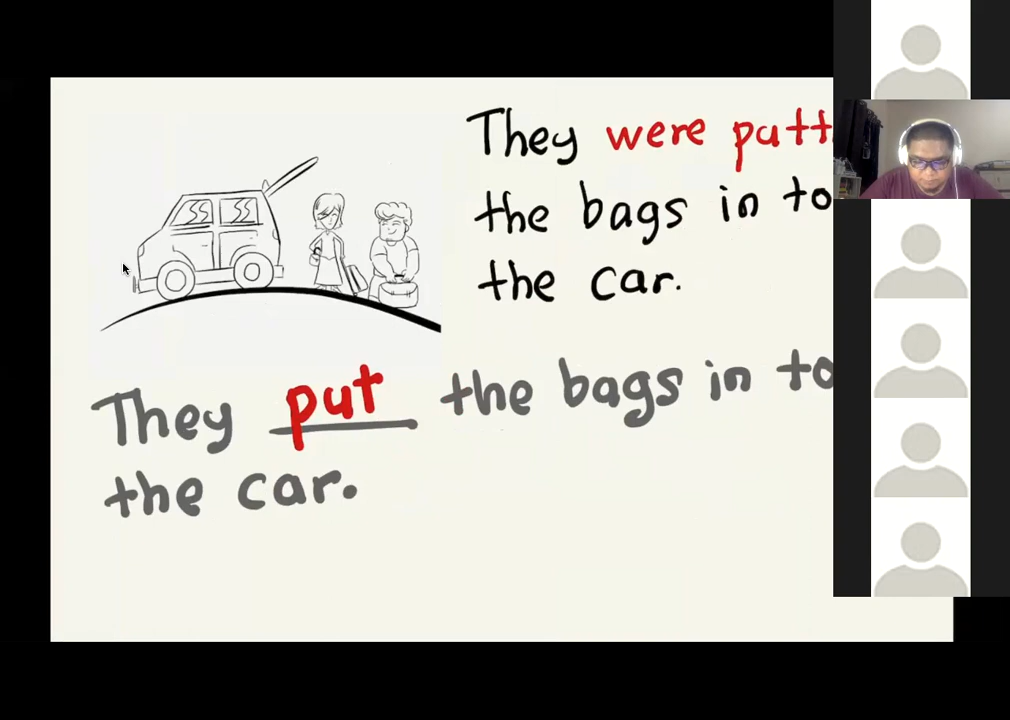 They were putt
the bags in to
the car.
They put the bags in to
the car.